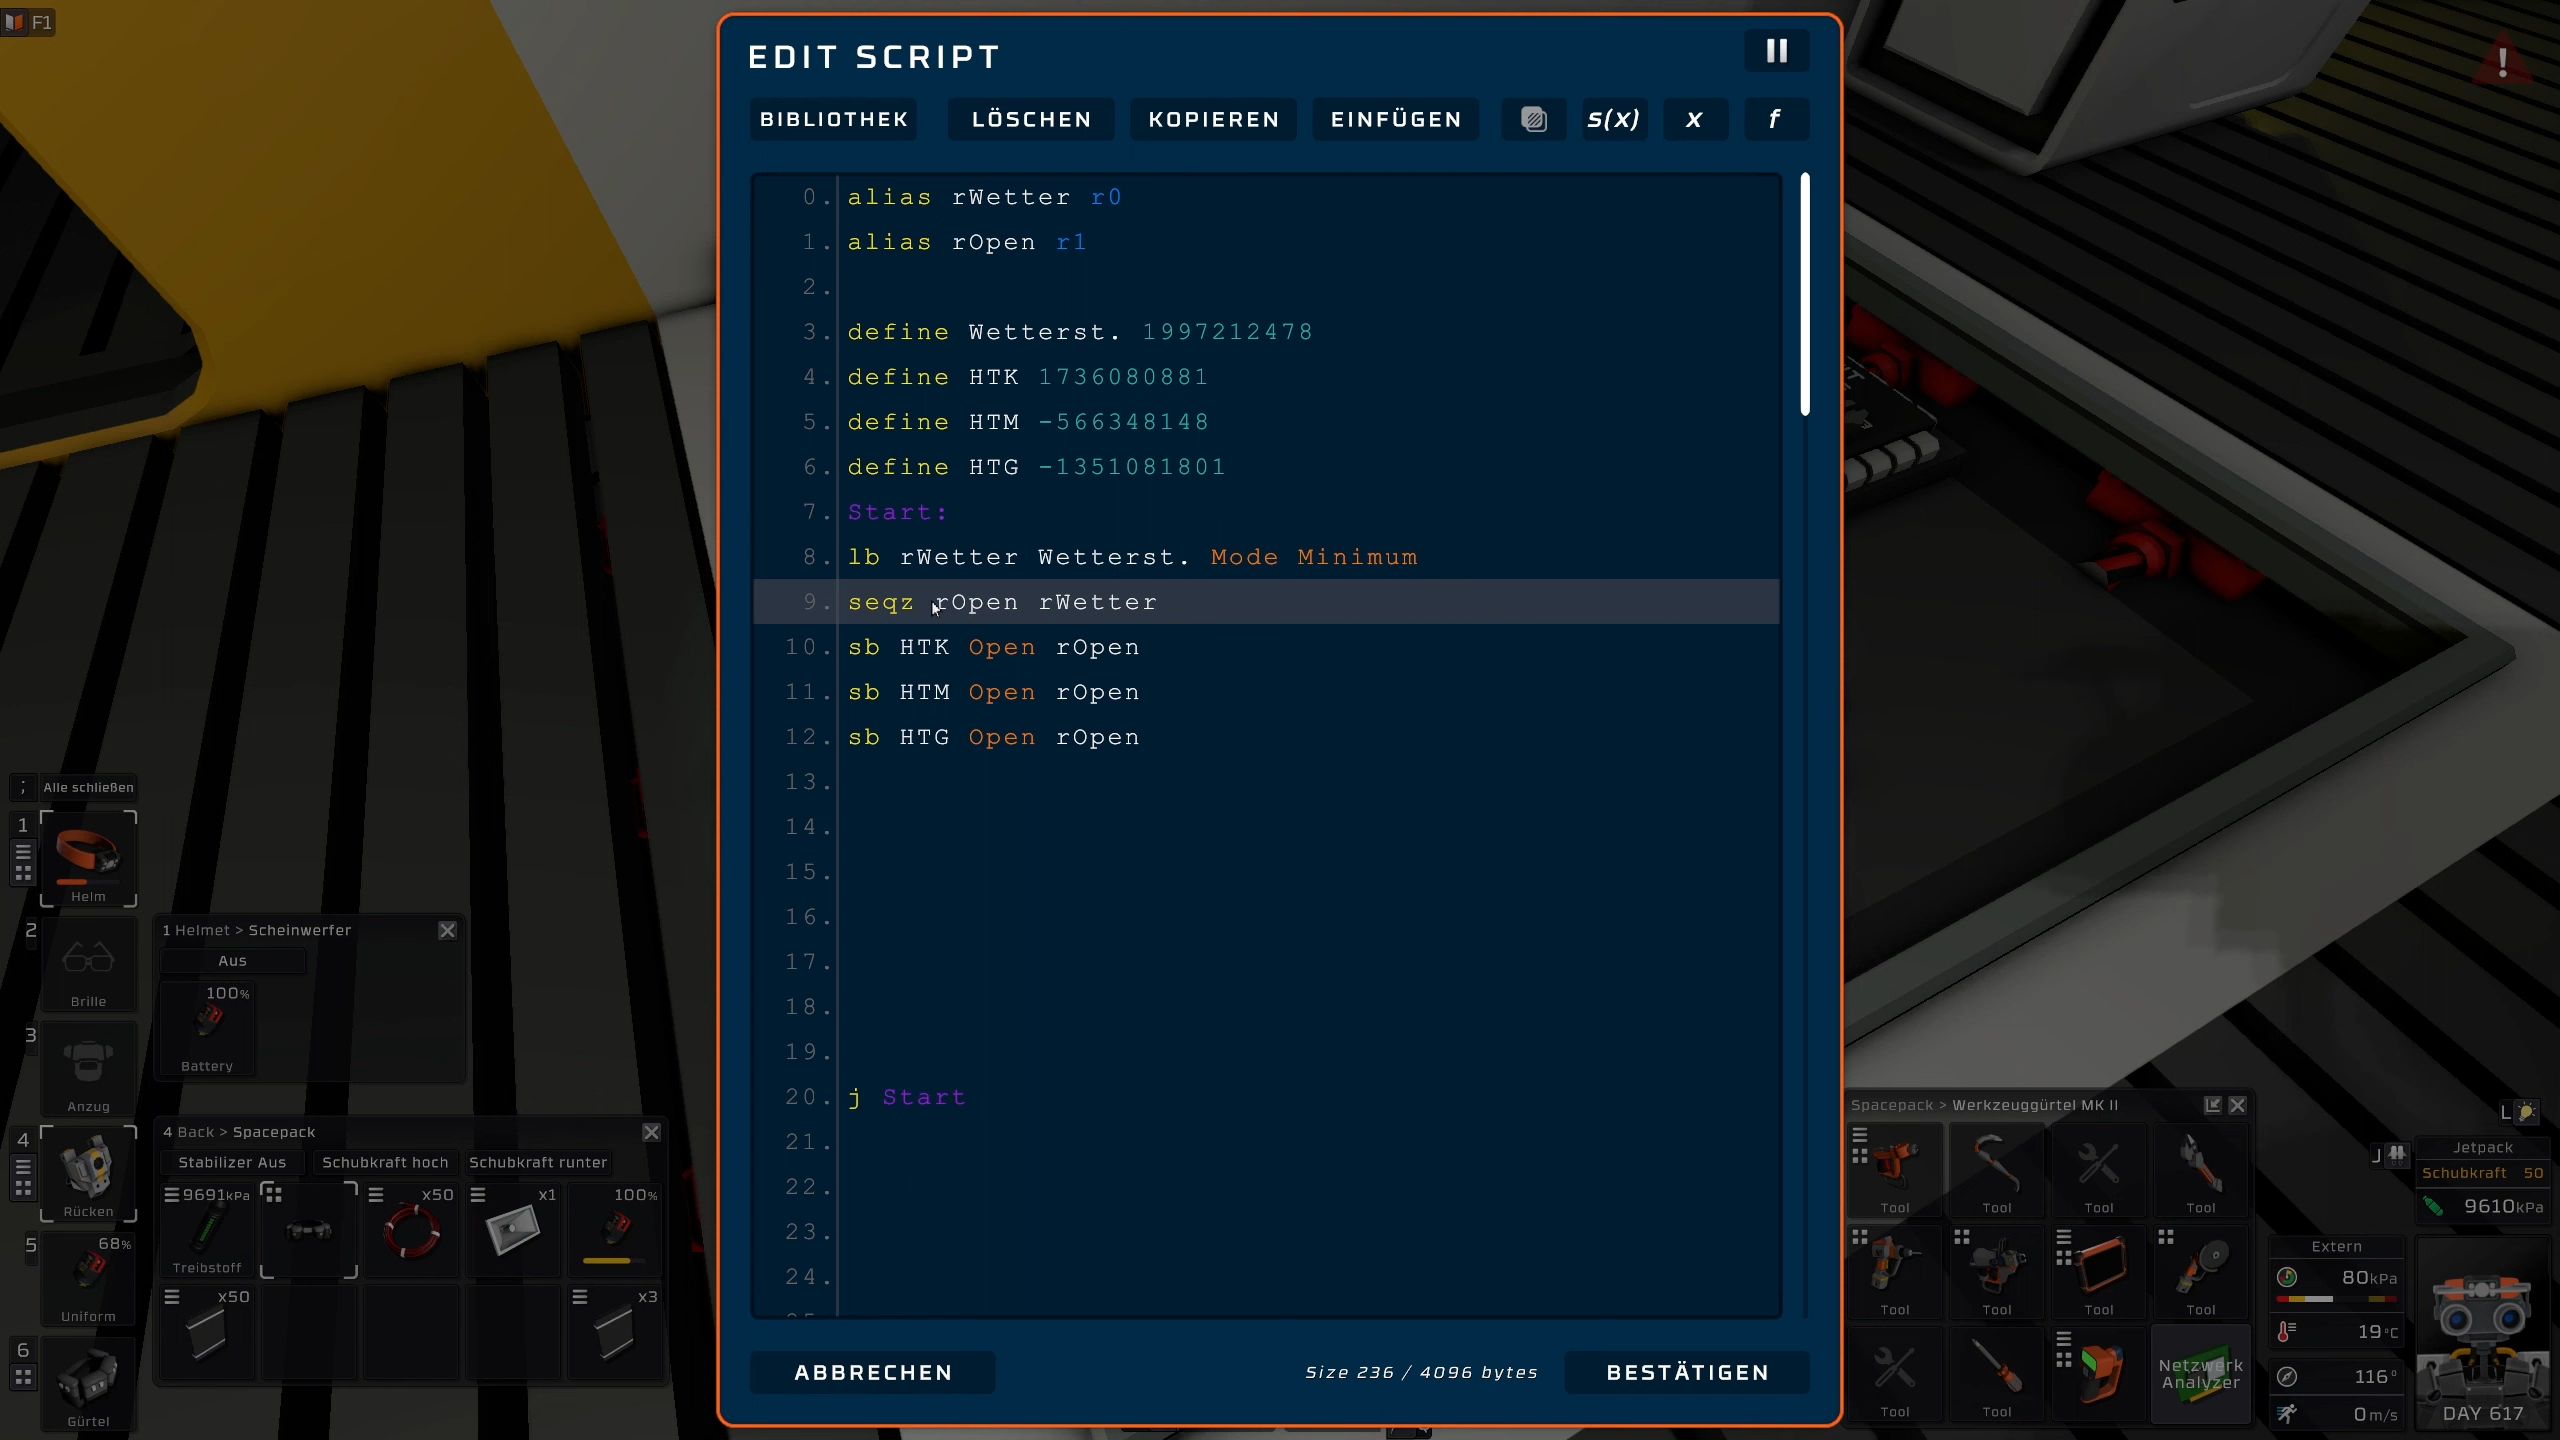 F1
EDIT SCRIPT
BIBLIOTHEK LÖSCHEN KOPIEREN EINFÜGEN s(x) x f
0. alias rWetter r0
1. alias rOpen r1
2.
3. define Wetterst. 1997212478
4. define HTK 1736080881
5. define HTM -566348148
6. define HTG -1351081801
7. Start:
8. lb rWetter Wetterst. Mode Minimum
9. seqz rOpen rWetter
10. sb HTK Open rOpen
11. sb HTM Open rOpen
12. sb HTG Open rOpen
13.
14.
15.
16.
17.
18.
19.
20. j Start
21.
22.
23.
24.
ABBRECHEN Size 236 / 4096 bytes BESTÄTIGEN
; Alle schließen
1 Helm
2 Brille
3 Anzug
4 Rücken
5 68% Uniform
6 Gürtel
1 Helmet > Scheinwerfer
Aus
100%
Battery
4 Back > Spacepack
Stabilizer Aus Schubkraft hoch Schubkraft runter
9691kPa x50 x1 100%
Treibstoff
x50 x3
Spacepack > Werkzeuggürtel MK II
Tool Tool Tool Tool
Tool Tool Tool Tool
Tool Tool Netzwerk Analyzer
L
J Jetpack
Schubkraft 50
9610kPa
Extern
80kPa
19°C
116°
0m/s
DAY 617